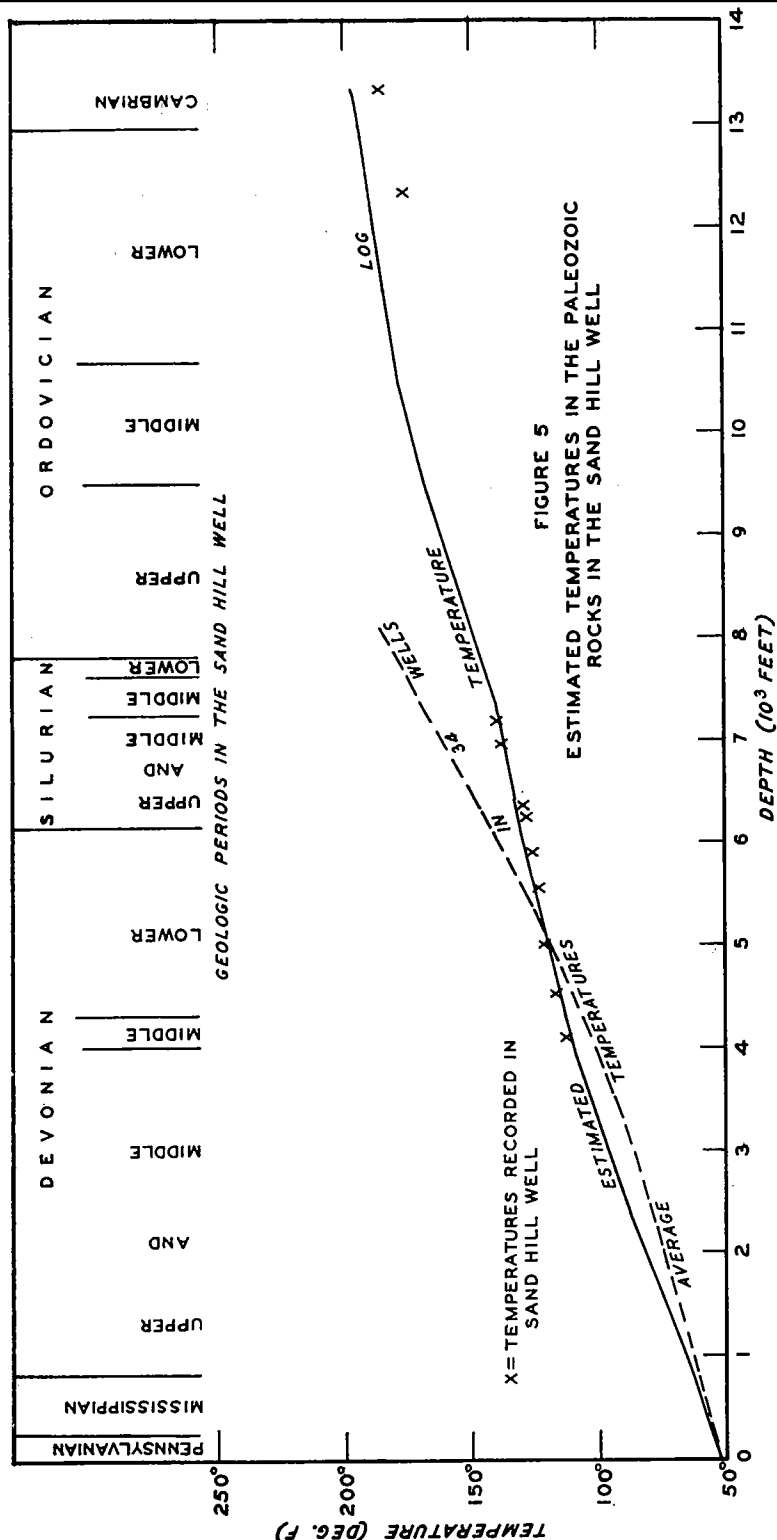 DEVONIAN
SILURIAN
ORDOVICIAN
PENNSYLVANIAN
MISSISSIPPIAN
UPPER
AND
MIDDLE
MIDDLE
LOWER
UPPER
AND
MIDDLE
MIDDLE
LOWER
UPPER
MIDDLE
LOWER
CAMBRIAN
GEOLOGIC PERIODS IN THE SAND HILL WELL
TEMPERATURE (DEG. F)
250°
200°
150°
100°
50°
X = TEMPERATURES RECORDED IN
SAND HILL WELL
ESTIMATED TEMPERATURE LOG
AVERAGE TEMPERATURES IN 34 WELLS
FIGURE 5
ESTIMATED TEMPERATURES IN THE PALEOZOIC
ROCKS IN THE SAND HILL WELL
0 1 2 3 4 5 6 7 8 9 10 11 12 13 14
DEPTH (10³ FEET)